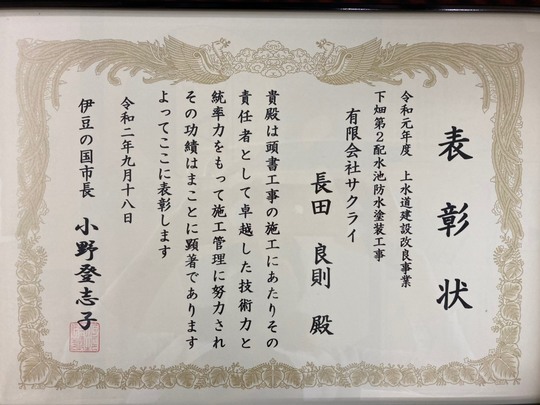 表彰状
令和元年度 上水道建設改良事業
下畑第2配水池防水塗装工事
有限会社サクライ
長田 良則 殿
貴殿は頭書工事の施工にあたりその
責任者として卓越した技術力と
統率力をもって施工管理に努力され
その功績はまことに顕著であります
よってここに表彰します
令和二年九月十八日
伊豆の国市長 小野登志子